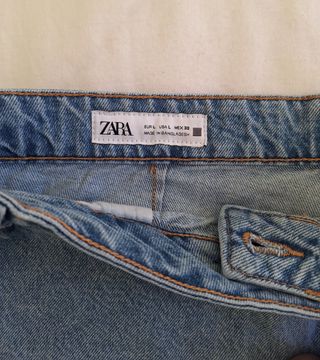 ZARA
EUR L USA L MEX 30
MADE IN BANGLADESH